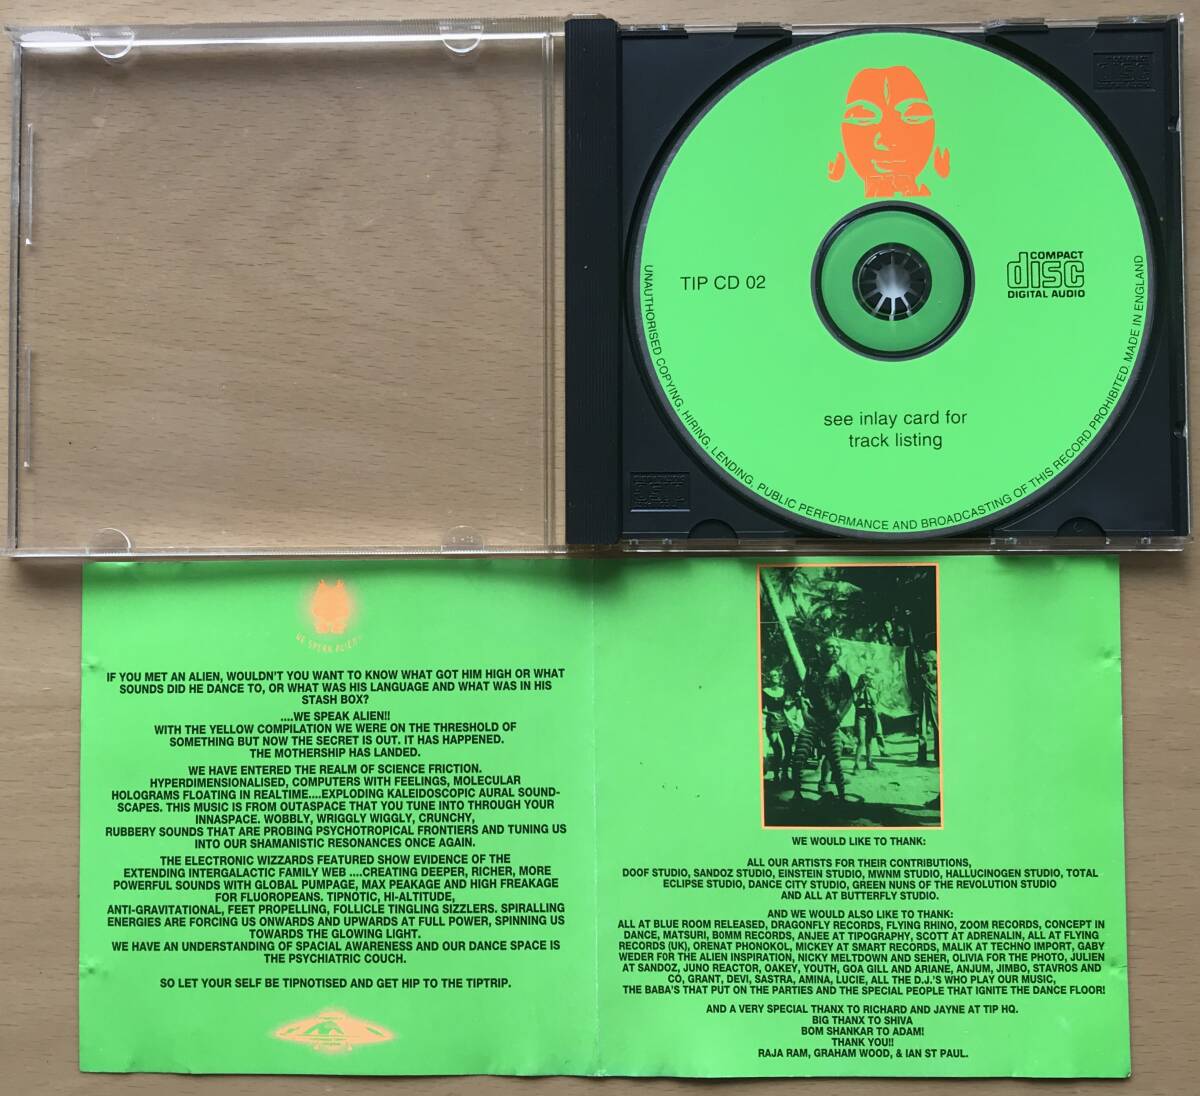 TIP CD 02
COMPACT
disc
DIGITAL AUDIO
see inlay card for
track listing
UNAUTHORISED COPYING, HIRING, LENDING, PUBLIC PERFORMANCE AND BROADCASTING OF THIS RECORD PROHIBITED. MADE IN ENGLAND
WE SPEAK ALIEN
IF YOU MET AN ALIEN, WOULDN'T YOU WANT TO KNOW WHAT GOT HIM HIGH OR WHAT
SOUNDS DID HE DANCE TO, OR WHAT WAS HIS LANGUAGE AND WHAT WAS IN HIS
STASH BOX?
....WE SPEAK ALIEN!!
WITH THE YELLOW COMPILATION WE WERE ON THE THRESHOLD OF
SOMETHING BUT NOW THE SECRET IS OUT. IT HAS HAPPENED.
THE MOTHERSHIP HAS LANDED.
WE HAVE ENTERED THE REALM OF SCIENCE FRICTION.
HYPERDIMENSIONALISED, COMPUTERS WITH FEELINGS, MOLECULAR
HOLOGRAMS FLOATING IN REALTIME....EXPLODING KALEIDOSCOPIC AURAL SOUND-
SCAPES. THIS MUSIC IS FROM OUTASPACE THAT YOU TUNE INTO THROUGH YOUR
INNASPACE. WOBBLY, WRIGGLY WIGGLY, CRUNCHY,
RUBBERY SOUNDS THAT ARE PROBING PSYCHOTROPICAL FRONTIERS AND TUNING US
INTO OUR SHAMANISTIC RESONANCES ONCE AGAIN.
THE ELECTRONIC WIZZARDS FEATURED SHOW EVIDENCE OF THE
EXTENDING INTERGALACTIC FAMILY WEB ....CREATING DEEPER, RICHER, MORE
POWERFUL SOUNDS WITH GLOBAL PUMPAGE, MAX PEAKAGE AND HIGH FREAKAGE
FOR FLUOROPEANS. TIPNOTIC, HI-ALTITUDE,
ANTI-GRAVITATIONAL, FEET PROPELLING, FOLLICLE TINGLING SIZZLERS. SPIRALLING
ENERGIES ARE FORCING US ONWARDS AND UPWARDS AT FULL POWER, SPINNING US
TOWARDS THE GLOWING LIGHT.
WE HAVE AN UNDERSTANDING OF SPACIAL AWARENESS AND OUR DANCE SPACE IS
THE PSYCHIATRIC COUCH.
SO LET YOUR SELF BE TIPNOTISED AND GET HIP TO THE TIPTRIP.
WE WOULD LIKE TO THANK:
ALL OUR ARTISTS FOR THEIR CONTRIBUTIONS,
DOOF STUDIO, SANDOZ STUDIO, EINSTEIN STUDIO, MWNM STUDIO, HALLUCINOGEN STUDIO, TOTAL
ECLIPSE STUDIO, DANCE CITY STUDIO, GREEN NUNS OF THE REVOLUTION STUDIO
AND ALL AT BUTTERFLY STUDIO.
AND WE WOULD ALSO LIKE TO THANK:
ALL AT BLUE ROOM RELEASED, DRAGONFLY RECORDS, FLYING RHINO, ZOOM RECORDS, CONCEPT IN
DANCE, MATSURI, B0MM RECORDS, ANJEE AT TIPOGRAPHY, SCOTT AT ADRENALIN, ALL AT FLYING
RECORDS (UK), ORENAT PHONOKOL, MICKEY AT SMART RECORDS, MALIK AT TECHNO IMPORT, GABY
WEDER FOR THE ALIEN INSPIRATION, NICKY MELTDOWN AND SEHER, OLIVIA FOR THE PHOTO, JULIEN
AT SANDOZ, JUNO REACTOR, OAKEY, YOUTH, GOA GILL AND ARIANE, ANJUM, JIMBO, STAVROS AND
CO, GRANT, DEVI, SASTRA, AMINA, LUCIE, ALL THE D.J.'S WHO PLAY OUR MUSIC,
THE BABA'S THAT PUT ON THE PARTIES AND THE SPECIAL PEOPLE THAT IGNITE THE DANCE FLOOR!
AND A VERY SPECIAL THANX TO RICHARD AND JAYNE AT TIP HQ.
BIG THANX TO SHIVA
BOM SHANKAR TO ADAM!
THANK YOU!!
RAJA RAM, GRAHAM WOOD, & IAN ST PAUL.